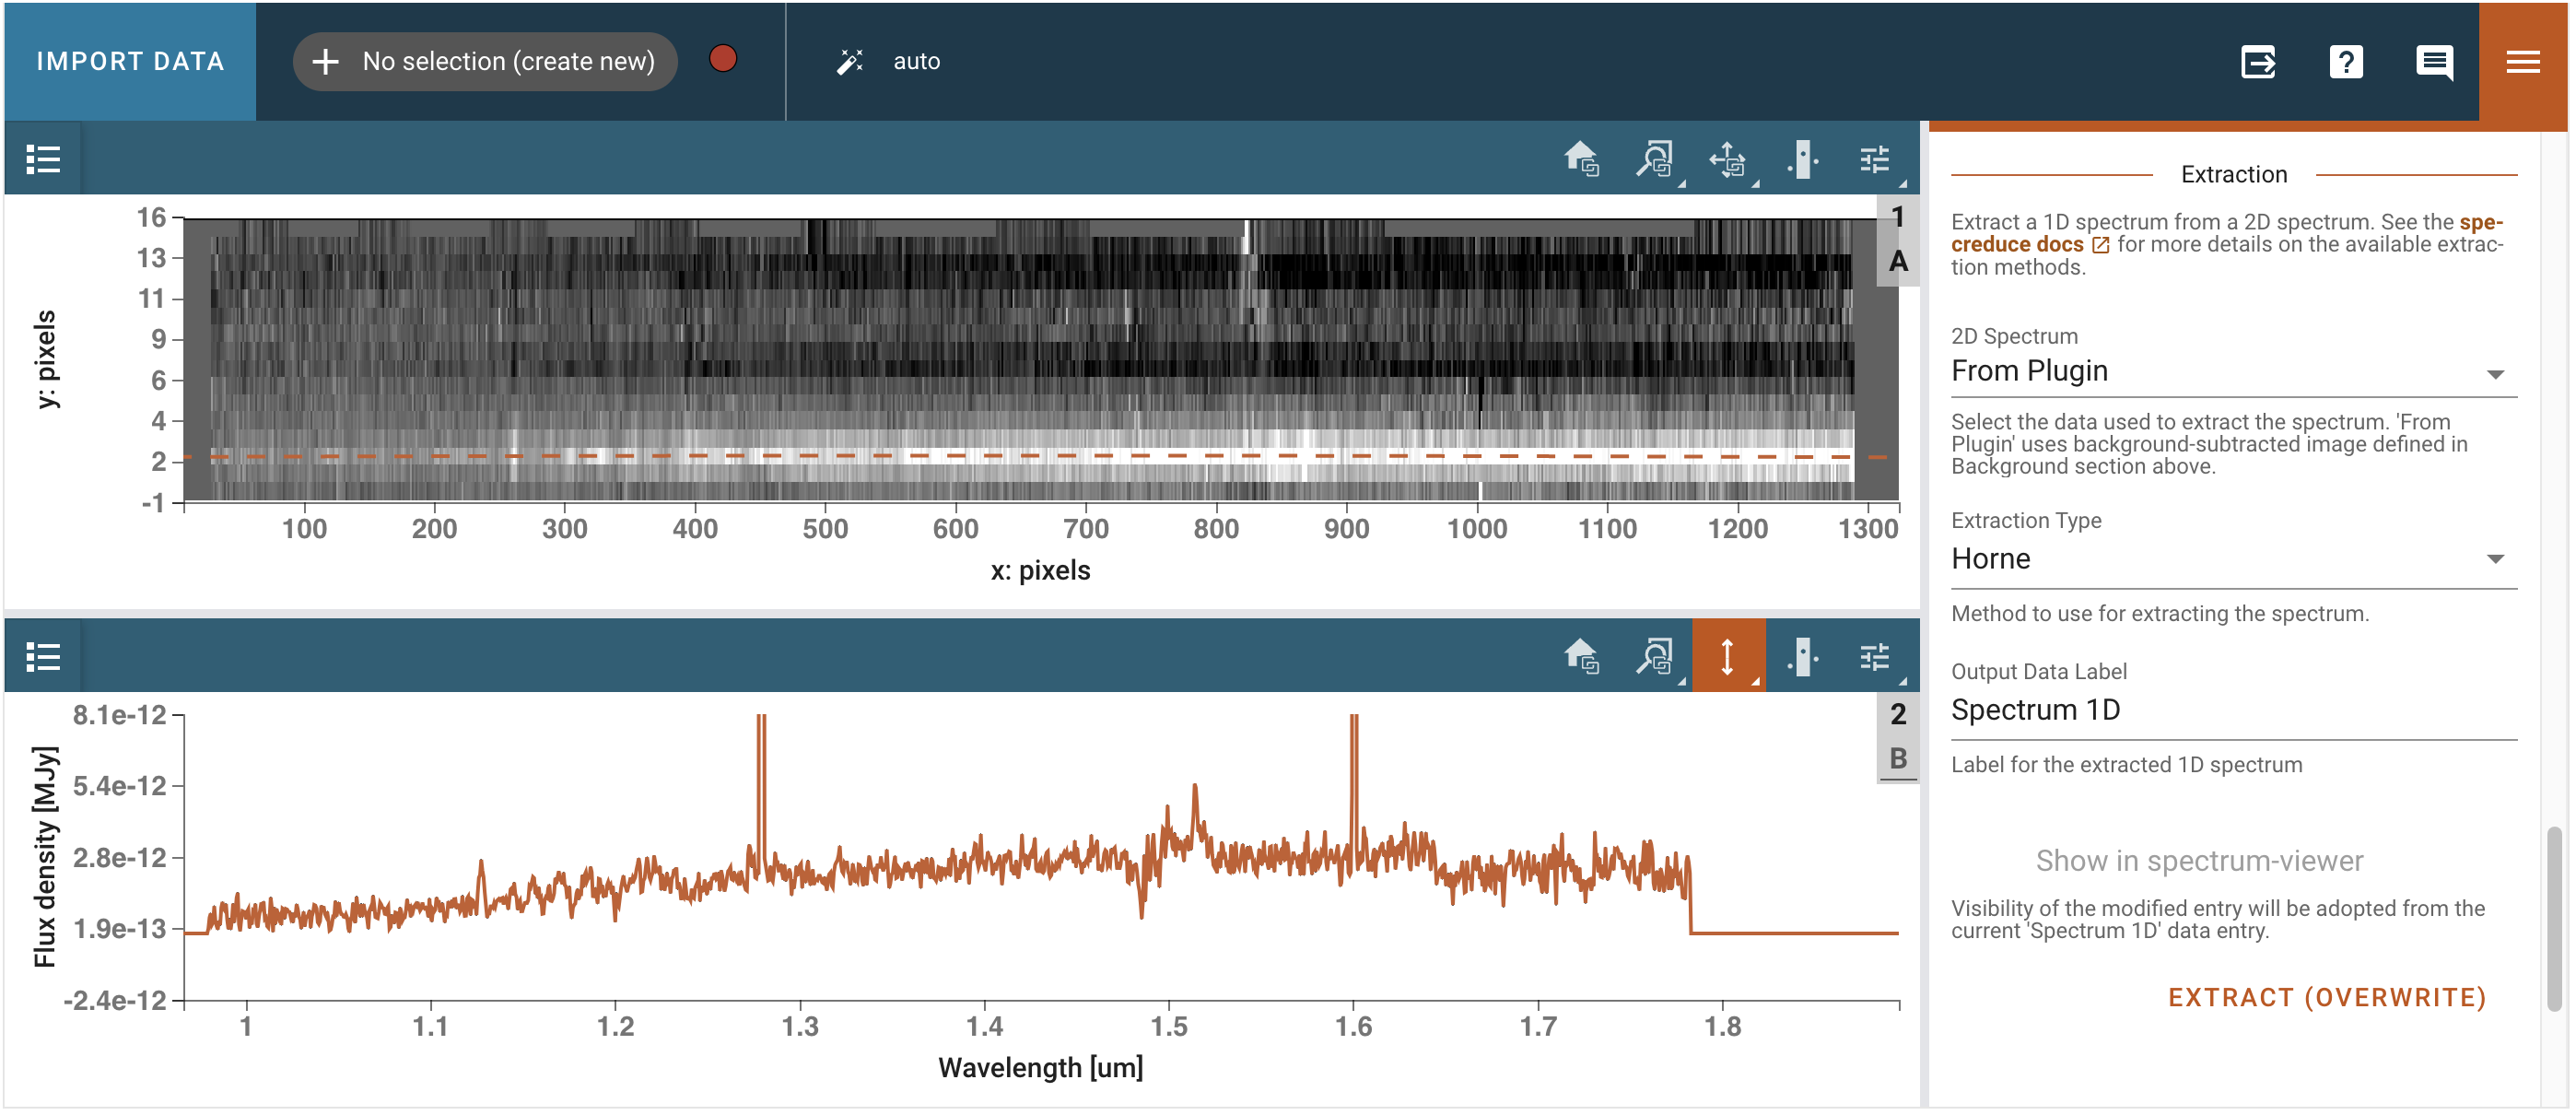 IMPORT DATA
No selection (create new)
auto
16
13
11
9
6
4
2
-1
y: pixels
100 200 300 400 500 600 700 800 900 1000 1100 1200 1300
x: pixels
1
A
8.1e-12
5.4e-12
2.8e-12
1.9e-13
-2.4e-12
Flux density [MJy]
1 1.1 1.2 1.3 1.4 1.5 1.6 1.7 1.8
Wavelength [um]
2
B
Extraction
Extract a 1D spectrum from a 2D spectrum. See the spe-
creduce docs for more details on the available extrac-
tion methods.
2D Spectrum
From Plugin
Select the data used to extract the spectrum. 'From
Plugin' uses background-subtracted image defined in
Background section above.
Extraction Type
Horne
Method to use for extracting the spectrum.
Output Data Label
Spectrum 1D
Label for the extracted 1D spectrum
Show in spectrum-viewer
Visibility of the modified entry will be adopted from the
current 'Spectrum 1D' data entry.
EXTRACT (OVERWRITE)